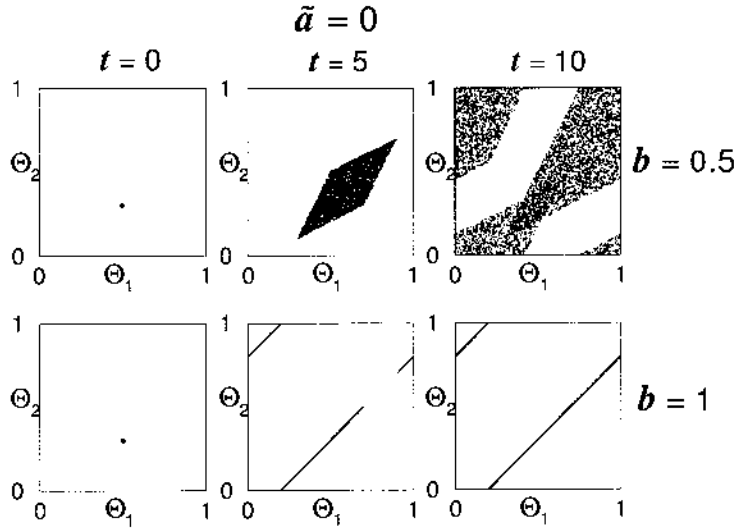 ã = 0
t = 0 t = 5 t = 10
1 1 1
Θ₂ Θ₂ Θ₂ b = 0.5
0 0 0
0 Θ₁ 1 0 Θ₁ 1 0 Θ₁ 1
1 1 1
Θ₂ Θ₂ Θ₂ b = 1
0 0 0
0 Θ₁ 1 0 Θ₁ 1 0 Θ₁ 1